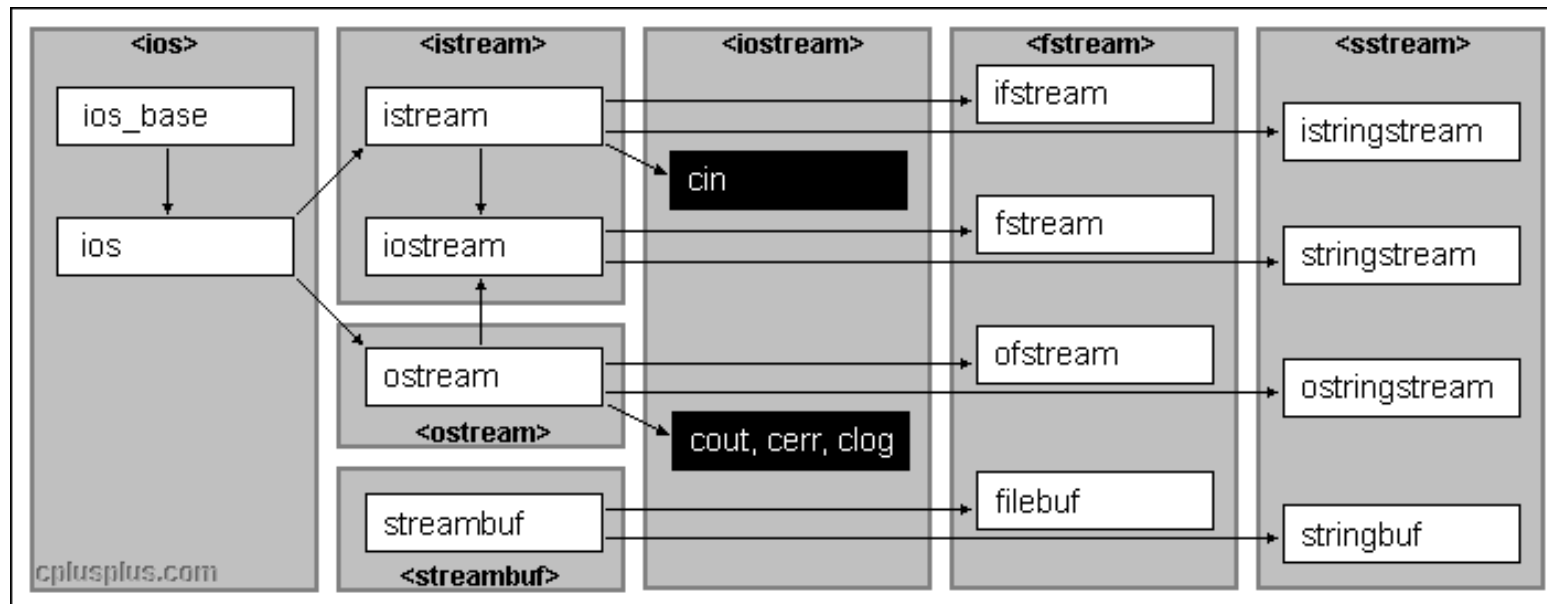 <ios>
ios_base
ios
cplusplus.com
<istream>
istream
iostream
ostream
<ostream>
streambuf
<streambuf>
<iostream>
cin
cout, cerr, clog
<fstream>
ifstream
fstream
ofstream
filebuf
<sstream>
istringstream
stringstream
ostringstream
stringbuf